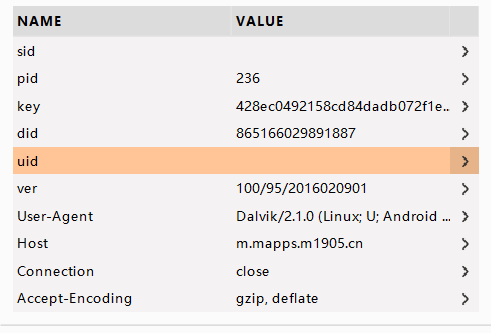 NAME VALUE
sid
pid 236
key 428ec0492158cd84dadb072f1e..
did 865166029891887
uid
ver 100/95/2016020901
User-Agent Dalvik/2.1.0 (Linux; U; Android ...
Host m.mapps.m1905.cn
Connection close
Accept-Encoding gzip, deflate